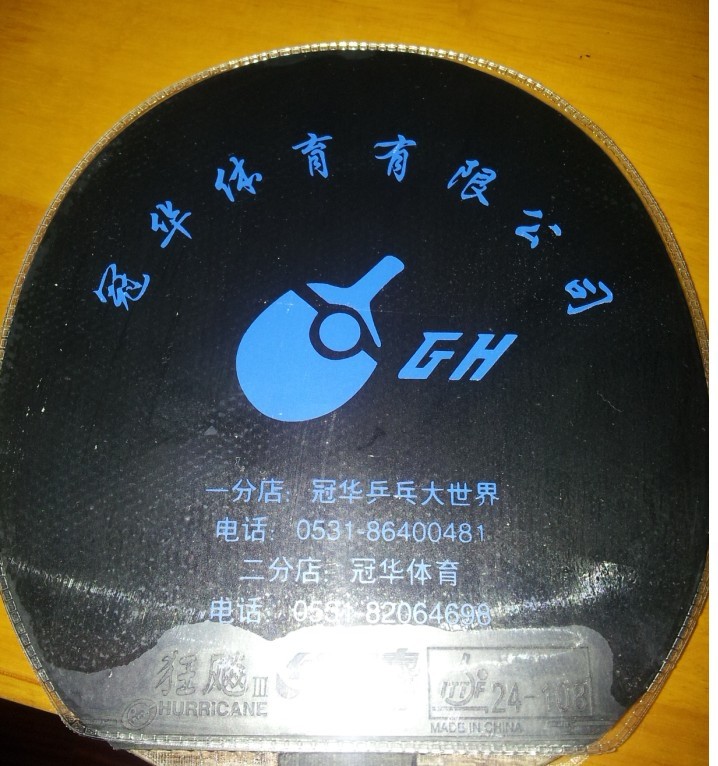 冠华体育有限公司
GH
一分店：冠华乒乓大世界
电话：0531-86400481
二分店：冠华体育
电话：0531-82064698
狂飚III
HURRICANE
ITTF 24-108
MADE IN CHINA